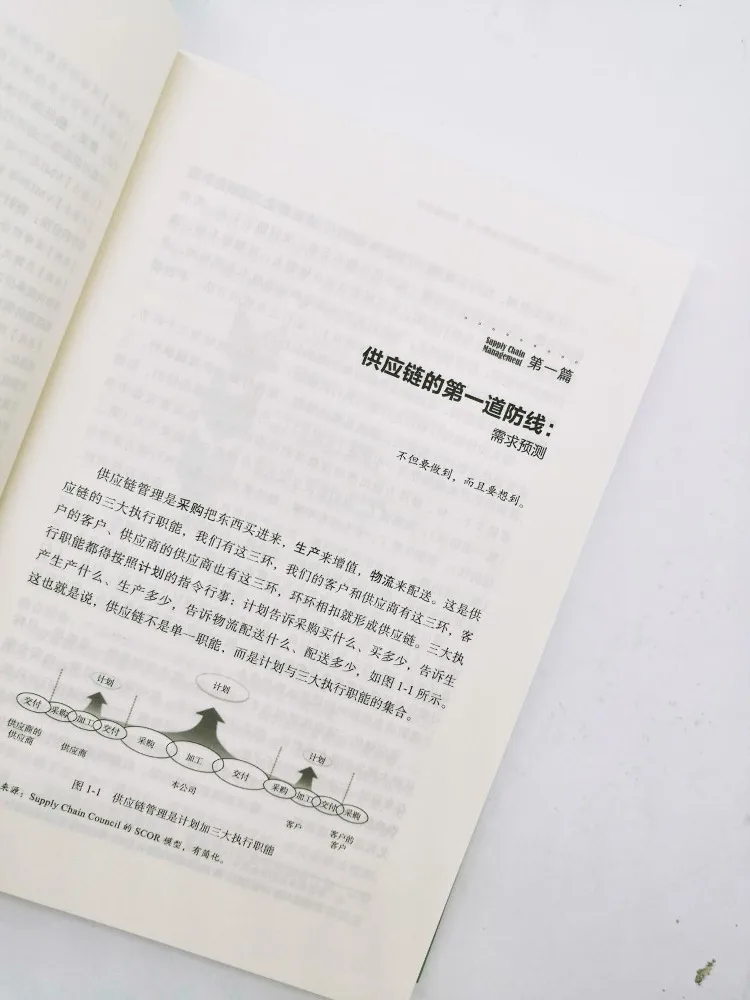 Supply Chain
Management
第一篇
供应链的第一道防线：
需求预测
不但要做到，而且要想到。
供应链管理是采购把东西买进来，生产来增值，物流来配送。这是供
应链的三大执行职能，我们有这三环，我们的客户和供应商有这三环，客
户的客户、供应商的供应商也有这三环，环环相扣就形成供应链。三大执
行职能都得按照计划的指令行事：计划告诉采购买什么、买多少，告诉生
产生产什么、生产多少，告诉物流配送什么、配送多少，如图 1-1 所示。
这也就是说，供应链不是单一职能，而是计划与三大执行职能的集合。
计划
计划
计划
交付
采购
加工
交付
采购
加工
交付
采购
加工
交付
采购
供应商的
供应商
供应商
本公司
客户
客户的
客户
图 1-1 供应链管理是计划加三大执行职能
来源：Supply Chain Council 的 SCOR 模型，有简化。